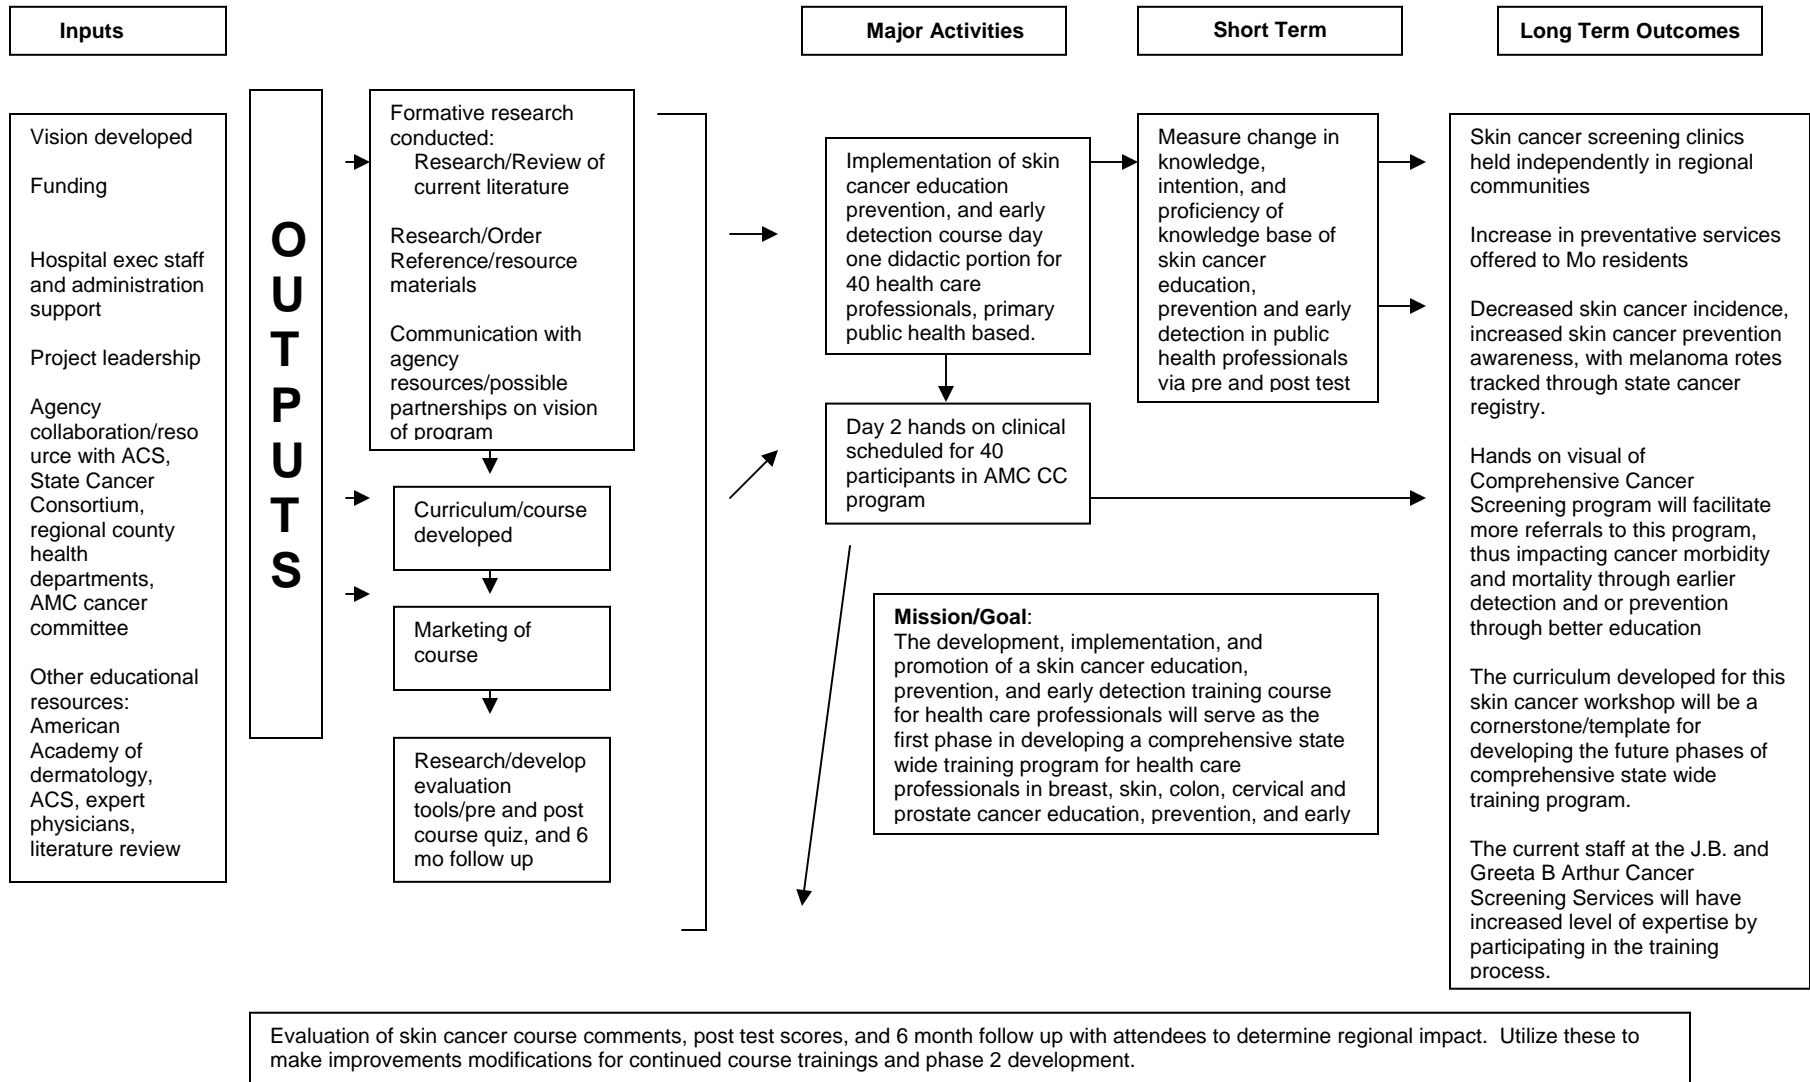 Inputs
Major Activities
Short Term
Long Term Outcomes
Vision developed
Funding
Hospital exec staff
and administration
support
Project leadership
Agency
collaboration/reso
urce with ACS,
State Cancer
Consortium,
regional county
health
departments,
AMC cancer
committee
Other educational
resources:
American
Academy of
dermatology,
ACS, expert
physicians,
literature review
O
U
T
P
U
T
S
Formative research
conducted:
Research/Review of
current literature
Research/Order
Reference/resource
materials
Communication with
agency
resources/possible
partnerships on vision
of program
Curriculum/course
developed
Marketing of
course
Research/develop
evaluation
tools/pre and post
course quiz, and 6
mo follow up
Implementation of skin
cancer education
prevention, and early
detection course day
one didactic portion for
40 health care
professionals, primary
public health based.
Day 2 hands on clinical
scheduled for 40
participants in AMC CC
program
Measure change in
knowledge,
intention, and
proficiency of
knowledge base of
skin cancer
education,
prevention and early
detection in public
health professionals
via pre and post test
Mission/Goal:
The development, implementation, and
promotion of a skin cancer education,
prevention, and early detection training course
for health care professionals will serve as the
first phase in developing a comprehensive state
wide training program for health care
professionals in breast, skin, colon, cervical and
prostate cancer education, prevention, and early
Skin cancer screening clinics
held independently in regional
communities
Increase in preventative services
offered to Mo residents
Decreased skin cancer incidence,
increased skin cancer prevention
awareness, with melanoma rotes
tracked through state cancer
registry.
Hands on visual of
Comprehensive Cancer
Screening program will facilitate
more referrals to this program,
thus impacting cancer morbidity
and mortality through earlier
detection and or prevention
through better education
The curriculum developed for this
skin cancer workshop will be a
cornerstone/template for
developing the future phases of
comprehensive state wide
training program.
The current staff at the J.B. and
Greeta B Arthur Cancer
Screening Services will have
increased level of expertise by
participating in the training
process.
Evaluation of skin cancer course comments, post test scores, and 6 month follow up with attendees to determine regional impact.  Utilize these to
make improvements modifications for continued course trainings and phase 2 development.